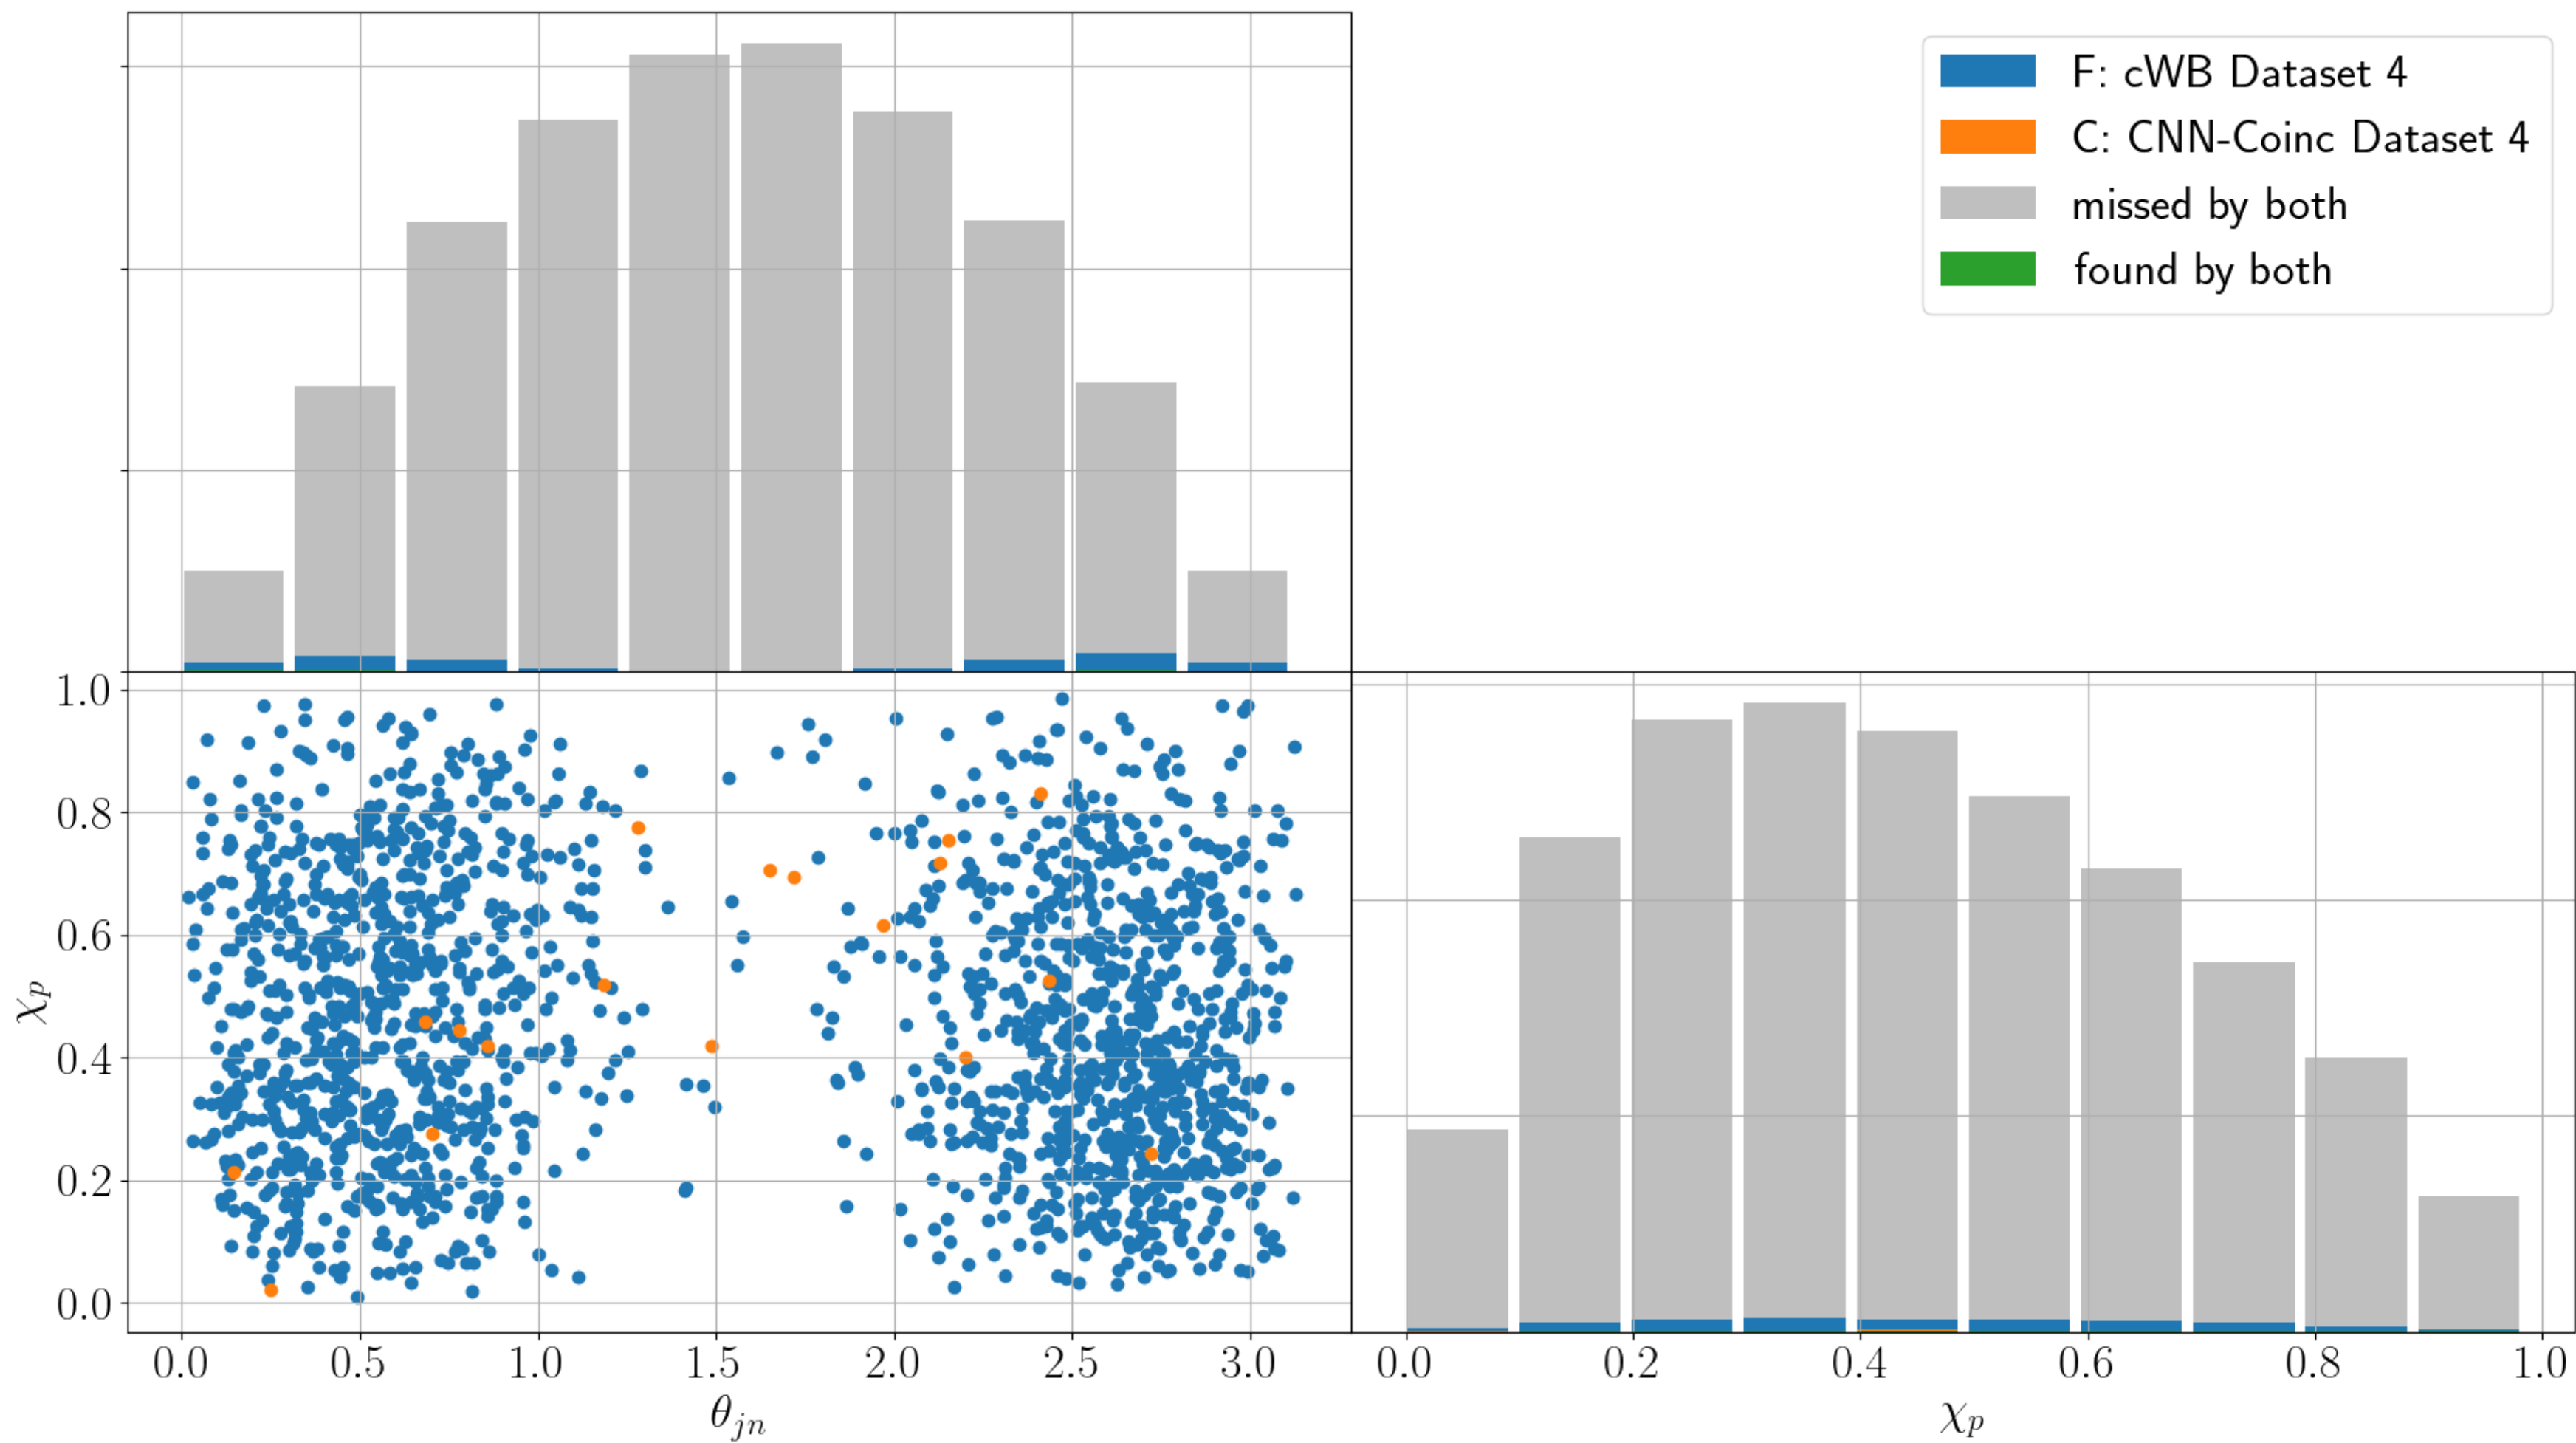 F: cWB Dataset 4
C: CNN-Coinc Dataset 4
missed by both
found by both
1.0
0.8
0.6
0.4
0.2
0.0
χp
0.0 0.5 1.0 1.5 2.0 2.5 3.0
θjn
0.0 0.2 0.4 0.6 0.8 1.0
χp